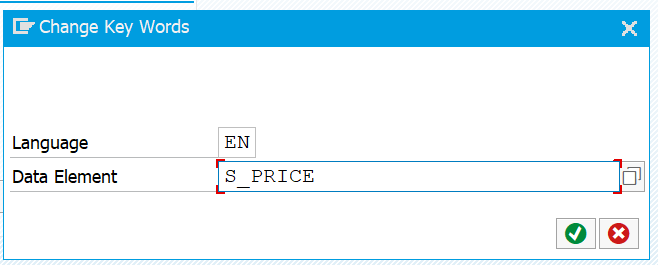 Change Key Words
Language EN
Data Element S_PRICE